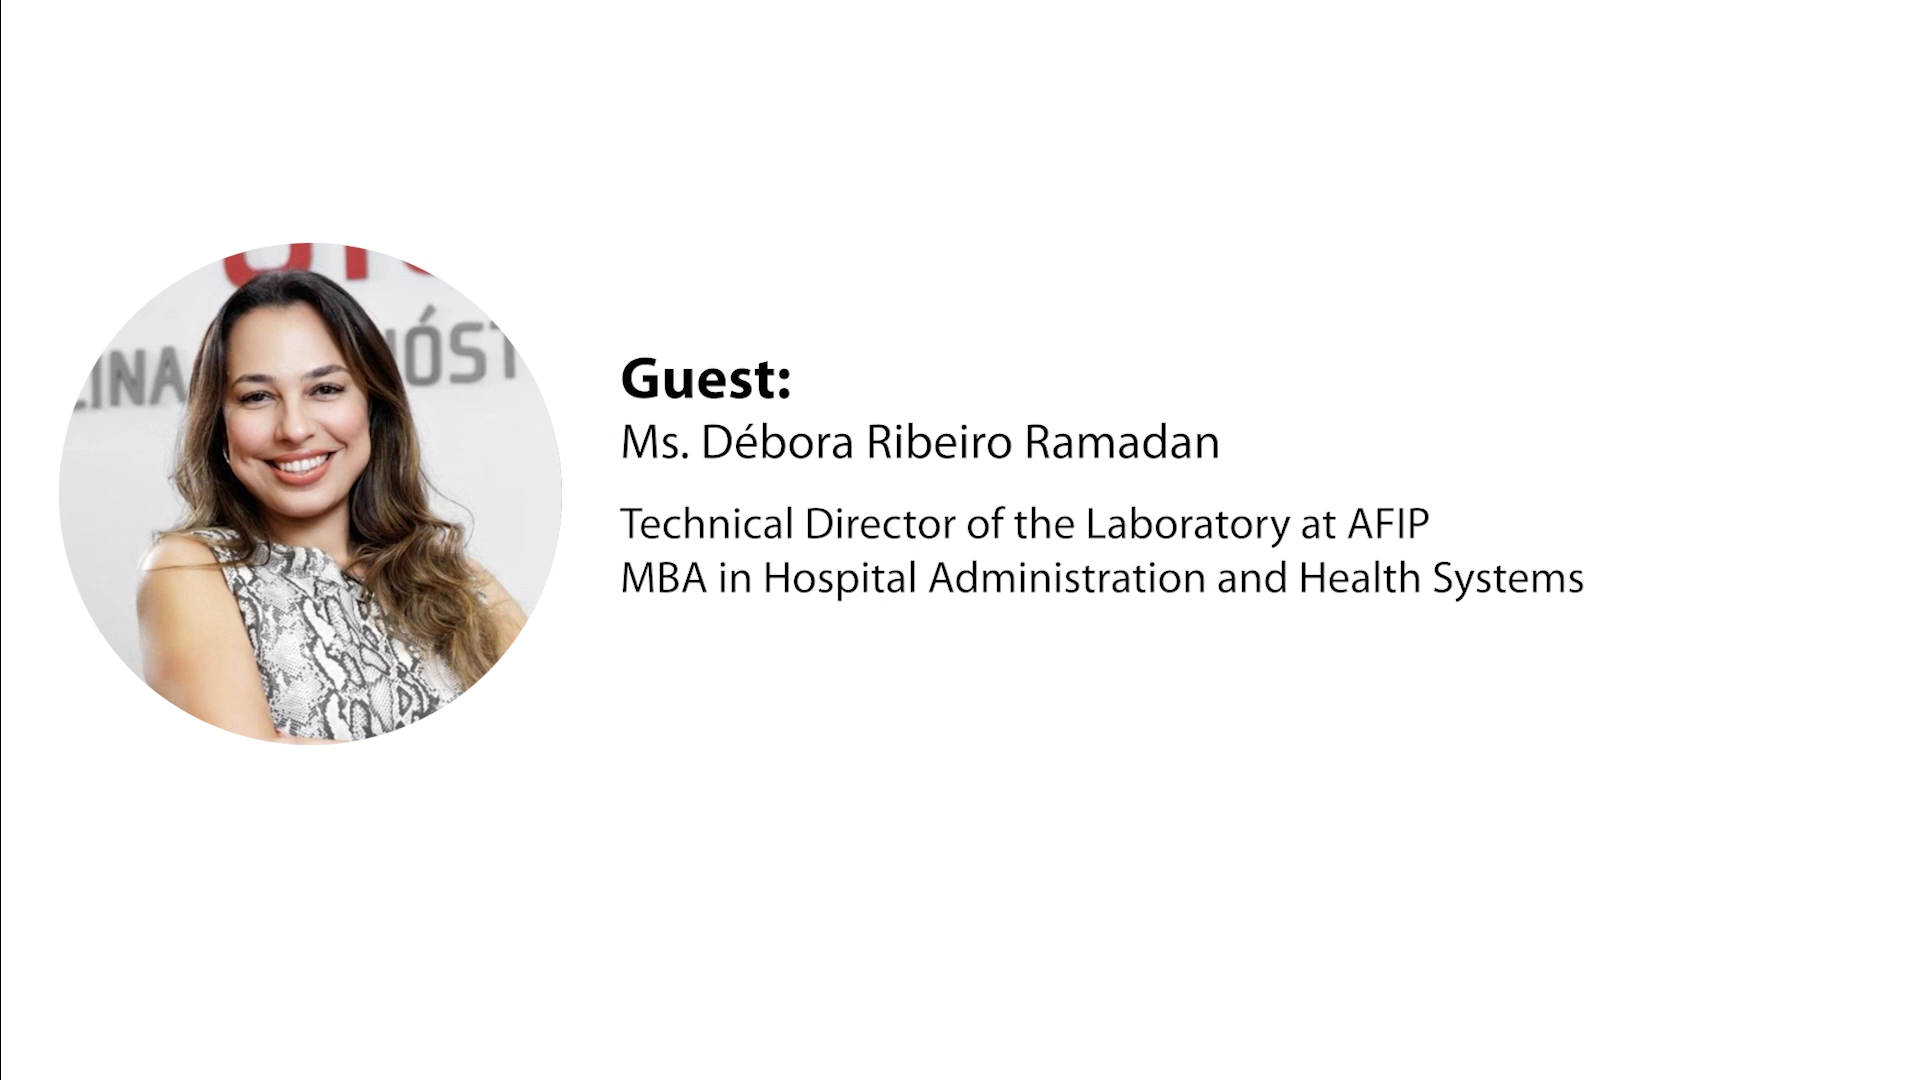 Guest:
Ms. Débora Ribeiro Ramadan
Technical Director of the Laboratory at AFIP
MBA in Hospital Administration and Health Systems